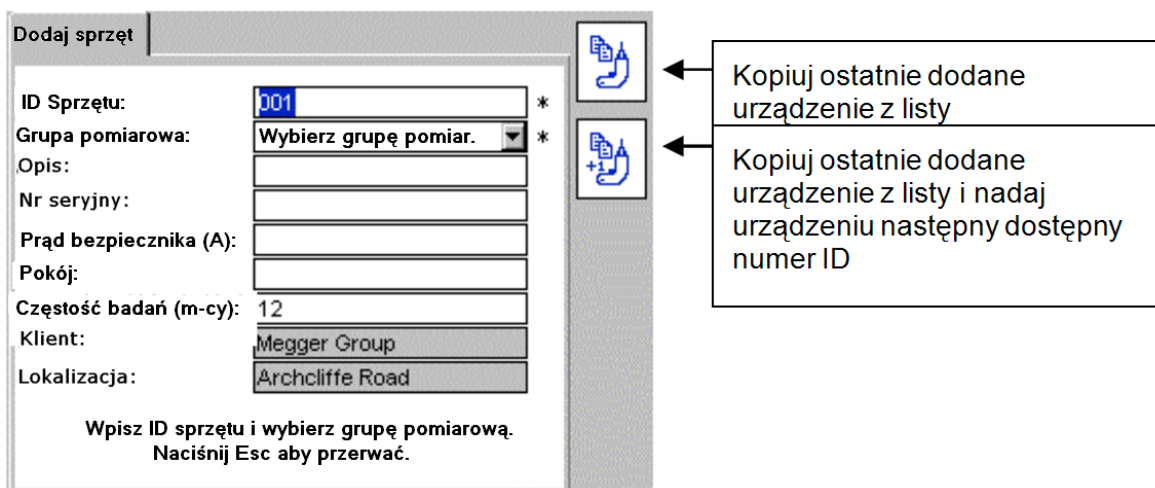 Dodaj sprzęt
ID Sprzętu: 001 *
Grupa pomiarowa: Wybierz grupę pomiar. *
Opis:
Nr seryjny:
Prąd bezpiecznika (A):
Pokój:
Częstość badań (m-cy): 12
Klient: Megger Group
Lokalizacja: Archcliffe Road
Wpisz ID sprzętu i wybierz grupę pomiarową.
Naciśnij Esc aby przerwać.
+1
Kopiuj ostatnie dodane
urządzenie z listy
Kopiuj ostatnie dodane
urządzenie z listy i nadaj
urządzeniu następny dostępny
numer ID